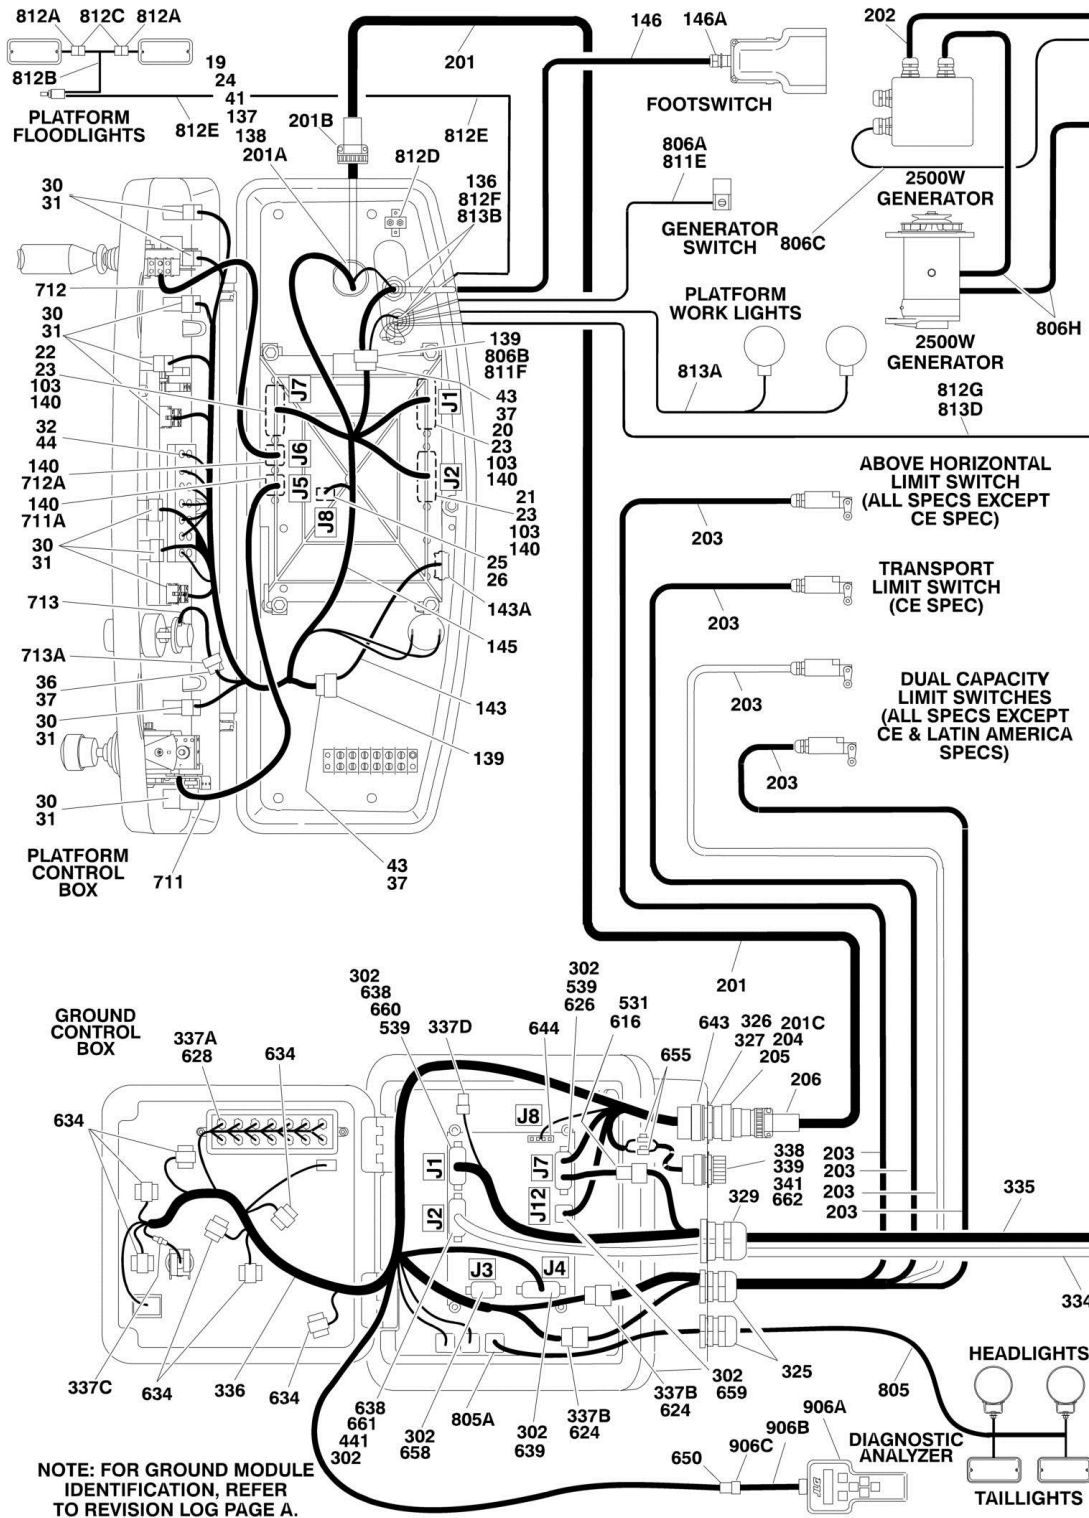 812A 812C 812A
812B
PLATFORM
FLOODLIGHTS
812E
19
24
41
137
138
201A
201B
201
812E
812D
136
812F
813B
146 146A
FOOTSWITCH
806A
811E
GENERATOR
SWITCH
202
2500W
GENERATOR
806C
806H
2500W
GENERATOR
PLATFORM
WORK LIGHTS
813A
812G
813D
30
31
712
30
31
22
23
103
140
32
44
140
712A
140
711A
30
31
713
713A
36
37
30
31
30
31
PLATFORM
CONTROL
BOX
711
J7
J6
J5
J8
J1
J2
139
806B
811F
43
37
20
23
103
140
21
23
103
140
25
26
143A
145
143
139
43
37
ABOVE HORIZONTAL
LIMIT SWITCH
(ALL SPECS EXCEPT
CE SPEC)
203
TRANSPORT
LIMIT SWITCH
(CE SPEC)
203
DUAL CAPACITY
LIMIT SWITCHES
(ALL SPECS EXCEPT
CE & LATIN AMERICA
SPECS)
203
203
201
GROUND
CONTROL
BOX
337A
628
634
302
638
660
539
337D
644
302
539
626
531
616
655
643
326
327
201C
204
205
206
634
J8
J1
J7
J2
J12
J3
J4
338
339
341
662
329
203
203
203
203
335
334
337C
634
336
634
638
661
441
302
302
658
805A
302
639
337B
624
337B
624
302
659
325
805
HEADLIGHTS
TAILLIGHTS
650
906C
906B
906A
DIAGNOSTIC
ANALYZER
NOTE: FOR GROUND MODULE
IDENTIFICATION, REFER
TO REVISION LOG PAGE A.